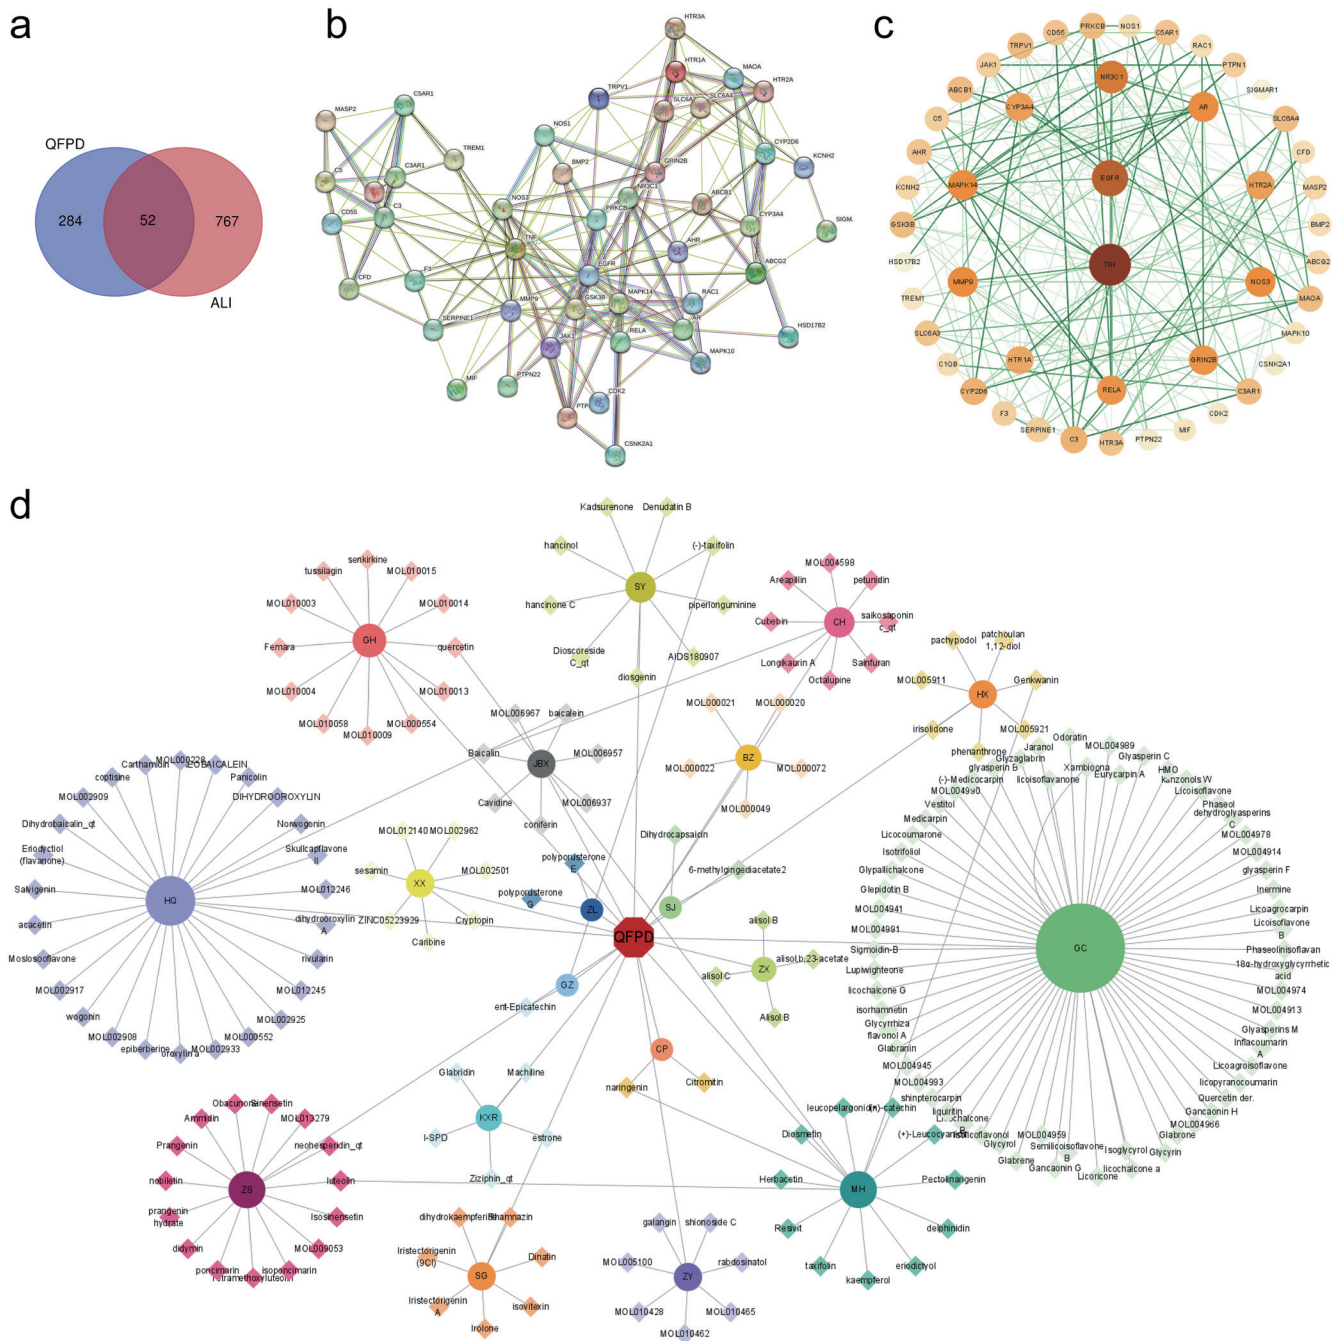 a
QFPD
284
52
767
ALI
b
HTR3A
HTR1A
MAOA
HTR2A
TRPV1
SLC6A4
C5AR1
MASP2
NOS1
CYP2D6
TREM1
KCNH2
BMP2
GRIN2B
C3AR1
C5
NR3C1
ABCB1
NOS3
PRKCB
CYP3A4
CD55
C3
TNF
AHR
EGFR
ABCG2
F3
CFD
MAPK14
RAC1
GSK3B
MMP9
AR
SERPINE1
RELA
HSD17B2
JAK1
MAPK10
MIF
PTPN22
CDK2
CSNK2A1
c
PRKCB
NOS1
C5AR1
CD55
RAC1
TRPV1
PTPN1
JAK1
NR3C1
SIGMAR1
ABCB1
CYP3A4
AR
SLC6A4
C5
CFD
AHR
EGFR
MASP2
KCNH2
MAPK14
HTR2A
GSK3B
BMP2
HSD17B2
TNF
ABCG2
TREM1
MMP9
NOS3
MAOA
SLC6A3
MAPK10
C1QB
HTR1A
GRIN2B
CSNK2A1
CYP2D6
RELA
C3AR1
F3
CDK2
SERPINE1
C3
HTR3A
PTPN22
MIF
d
Kadsurenone
Denudatin B
hancinol
(-)-taxifolin
SY
hancinone C
piperlonguminine
Dioscoreside
C_qt
AIDS180907
diosgenin
senkirkine
tussilagin
MOL010015
MOL010003
MOL010014
GH
Femara
quercetin
MOL010004
MOL010013
MOL010058
MOL000554
MOL010009
MOL004598
Areapillin
petunidin
Cubebin
CH
saikosaponin
c_qt
Longikaurin A
Sainfuran
Octalupine
pachypodol
patchoulan
1,12-diol
MOL005911
HX
Genkwanin
irisolidone
MOL005921
phenanthrone
MOL006967
baicalein
Baicalin
JBX
MOL006957
Cavidine
MOL006937
coniferin
MOL000021
MOL000020
BZ
MOL000022
MOL000072
MOL000049
MOL000228
Carthamidin
coptisine
Panicolin
MOL002909
DIHYDROOROXYLIN
Dihydrobaicalin_qt
Norwogonin
Eriodyctiol
(flavanone)
Skullcapflavone
II
Salvigenin
HQ
MOL012246
acacetin
dihydrooroxylin
A
Moslosooflavone
rivularin
MOL002917
MOL012245
wogonin
MOL002925
MOL002908
MOL000552
epiberberine
MOL002933
oroxylin a
MOL012140
MOL002962
sesamin
MOL002501
XX
ZINC05223929
Cryptopin
Caribine
polyporusterone
E
polyporusterone
G
ZL
Dihydrocapsaicin
6-methylgingediacetate2
SJ
QFPD
alisol B
alisol,b,23-acetate
ZX
alisol C
Alisol B
GZ
ent-Epicatechin
CP
naringenin
Citromitin
Glabridin
Machiline
KXR
I-SPD
estrone
Ziziphin_qt
Odoratin
Jaranol
MOL004989
Glyzaglabrin
Xambioona
Glyasperin C
glyasperin B
licoisoflavanone
Eurycarpin A
HMO
kanzonols W
(-)-Medicocarpin
Licoisoflavone
Vestitol
Phaseol
Medicarpin
dehydroglyasperins
C
Licocoumarone
MOL004978
Isotrifoliol
MOL004914
Glypallichalcone
glyasperin F
Glepidotin B
Inermine
MOL004941
Licoagrocarpin
MOL004991
Licoisoflavone
B
Sigmoidin-B
GC
Phaseolinisoflavan
Lupiwighteone
18α-hydroxyglycyrrhetic
acid
licochalcone G
MOL004974
isorhamnetin
MOL004913
Glycyrrhiza
flavonol A
Glyasperins M
Glabranin
Inflacoumarin
A
MOL004945
Licoagroisoflavone
MOL004993
licopyranocoumarin
shinpterocarpin
Quercetin der.
liquiritin
Gancaonin H
MOL004966
MOL004959
Glabrone
Glycyrol
Semilicoisoflavone
B
Isoglycyrol
Glycyrin
Glabrene
Gancaonin G
licochalcone a
Licoricone
Obacunone
Sinensetin
Ammidin
MOL013279
Prangenin
neohesperidin_qt
nobiletin
ZS
luteolin
prangenin
hydrate
Isosinensetin
didymin
MOL009053
poncimarin
isoponcimarin
Tetramethoxyluteolin
dihydrokaempferide
Rhamnazin
Iristectorigenin
(9CI)
Dinatin
SG
Iristectorigenin
A
isovitexin
Irolone
galangin
shionoside C
MOL005100
rabdosinatol
ZY
MOL010428
MOL010465
MOL010462
leucopelargonidin
(+)-catechin
Diosmetin
Herbacetin
Pectolinarigenin
MH
Resivit
delphinidin
taxifolin
eriodictyol
kaempferol